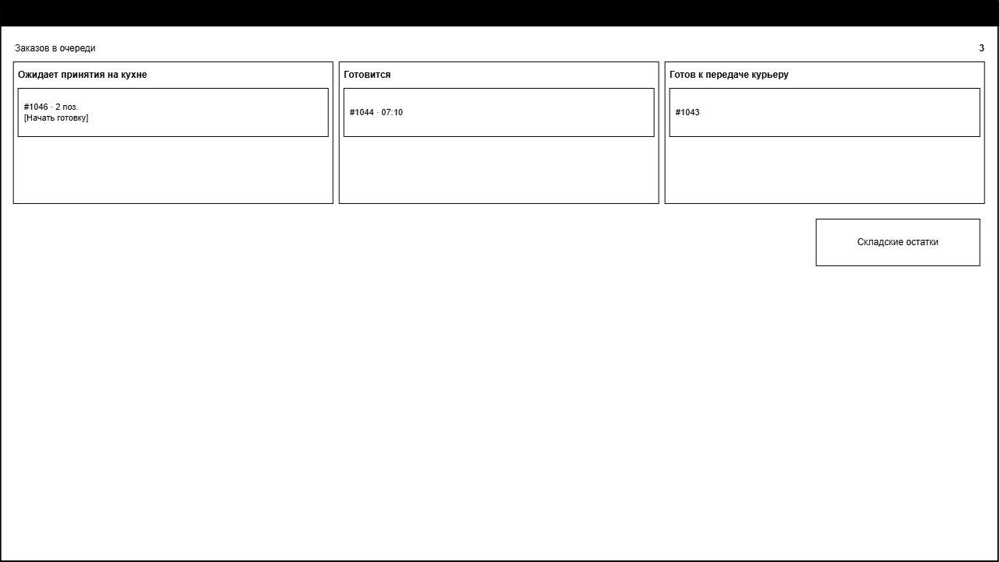 Заказов в очереди 3
Ожидает принятия на кухне
#1046 · 2 поз.
[Начать готовку]
Готовится
#1044 · 07:10
Готов к передаче курьеру
#1043
Складские остатки